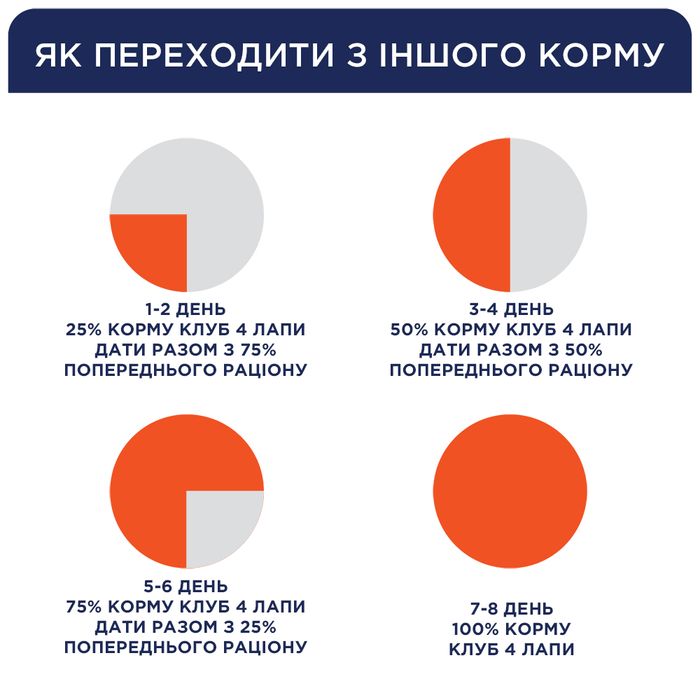 ЯК ПЕРЕХОДИТИ З ІНШОГО КОРМУ
1-2 ДЕНЬ
25% КОРМУ КЛУБ 4 ЛАПИ
ДАТИ РАЗОМ З 75%
ПОПЕРЕДНЬОГО РАЦІОНУ
3-4 ДЕНЬ
50% КОРМУ КЛУБ 4 ЛАПИ
ДАТИ РАЗОМ З 50%
ПОПЕРЕДНЬОГО РАЦІОНУ
5-6 ДЕНЬ
75% КОРМУ КЛУБ 4 ЛАПИ
ДАТИ РАЗОМ З 25%
ПОПЕРЕДНЬОГО РАЦІОНУ
7-8 ДЕНЬ
100% КОРМУ
КЛУБ 4 ЛАПИ